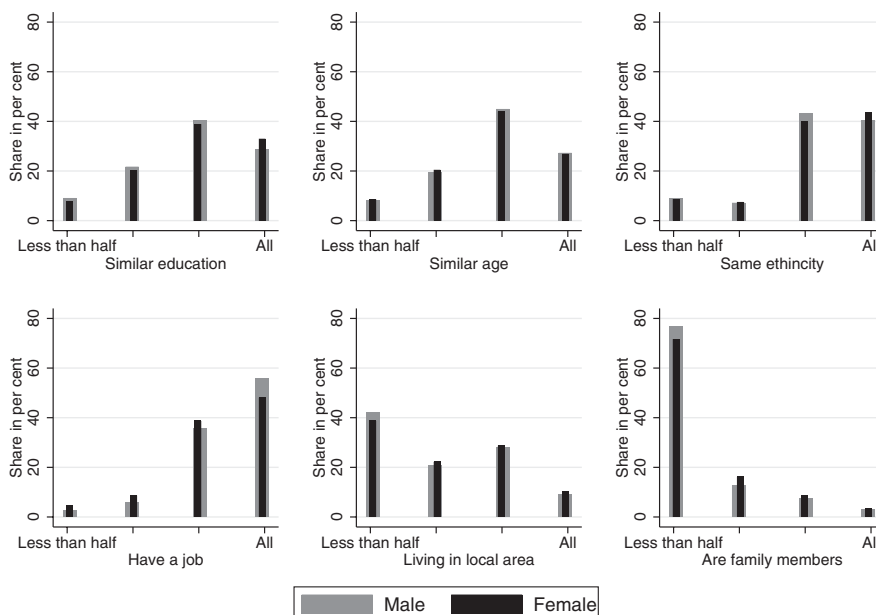 Share in per cent
0 20 40 60 80
Less than half All
Similar education
Share in per cent
0 20 40 60 80
Less than half All
Similar age
Share in per cent
0 20 40 60 80
Less than half All
Same ethincity
Share in per cent
0 20 40 60 80
Less than half All
Have a job
Share in per cent
0 20 40 60 80
Less than half All
Living in local area
Share in per cent
0 20 40 60 80
Less than half All
Are family members
Male Female